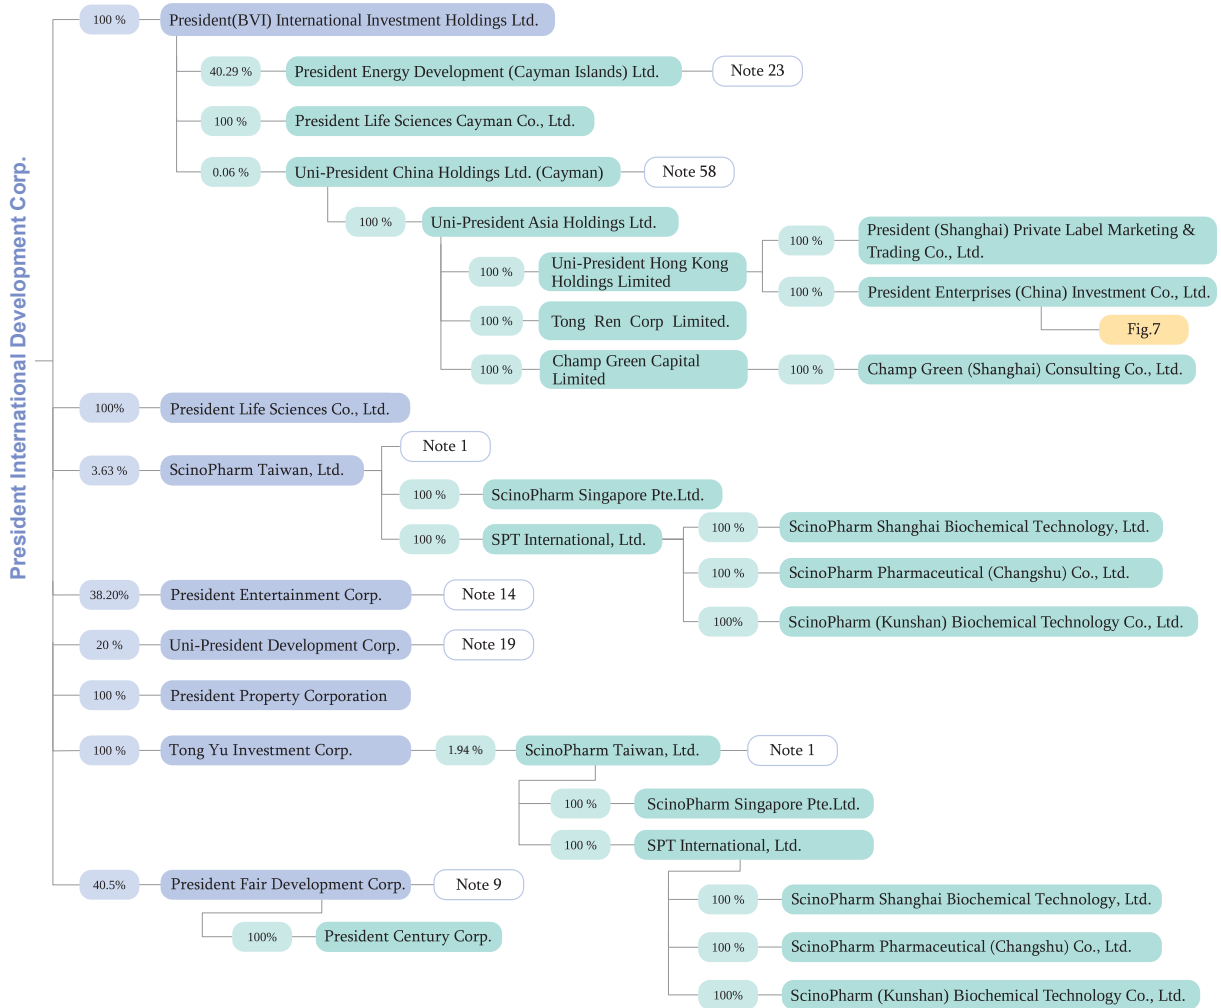 President International Development Corp.
100 %
President(BVI) International Investment Holdings Ltd.
40.29 %
President Energy Development (Cayman Islands) Ltd.
Note 23
100 %
President Life Sciences Cayman Co., Ltd.
0.06 %
Uni-President China Holdings Ltd. (Cayman)
Note 58
100 %
Uni-President Asia Holdings Ltd.
100 %
Uni-President Hong Kong
Holdings Limited
100 %
President (Shanghai) Private Label Marketing &
Trading Co., Ltd.
100 %
President Enterprises (China) Investment Co., Ltd.
Fig.7
100 %
Tong Ren Corp Limited.
100 %
Champ Green Capital
Limited
100 %
Champ Green (Shanghai) Consulting Co., Ltd.
100%
President Life Sciences Co., Ltd.
3.63 %
ScinoPharm Taiwan, Ltd.
Note 1
100 %
ScinoPharm Singapore Pte.Ltd.
100 %
SPT International, Ltd.
100 %
ScinoPharm Shanghai Biochemical Technology, Ltd.
100 %
ScinoPharm Pharmaceutical (Changshu) Co., Ltd.
100%
ScinoPharm (Kunshan) Biochemical Technology Co., Ltd.
38.20%
President Entertainment Corp.
Note 14
20 %
Uni-President Development Corp.
Note 19
100 %
President Property Corporation
100 %
Tong Yu Investment Corp.
1.94 %
ScinoPharm Taiwan, Ltd.
Note 1
100 %
ScinoPharm Singapore Pte.Ltd.
100 %
SPT International, Ltd.
100 %
ScinoPharm Shanghai Biochemical Technology, Ltd.
100 %
ScinoPharm Pharmaceutical (Changshu) Co., Ltd.
100%
ScinoPharm (Kunshan) Biochemical Technology Co., Ltd.
40.5%
President Fair Development Corp.
Note 9
100%
President Century Corp.